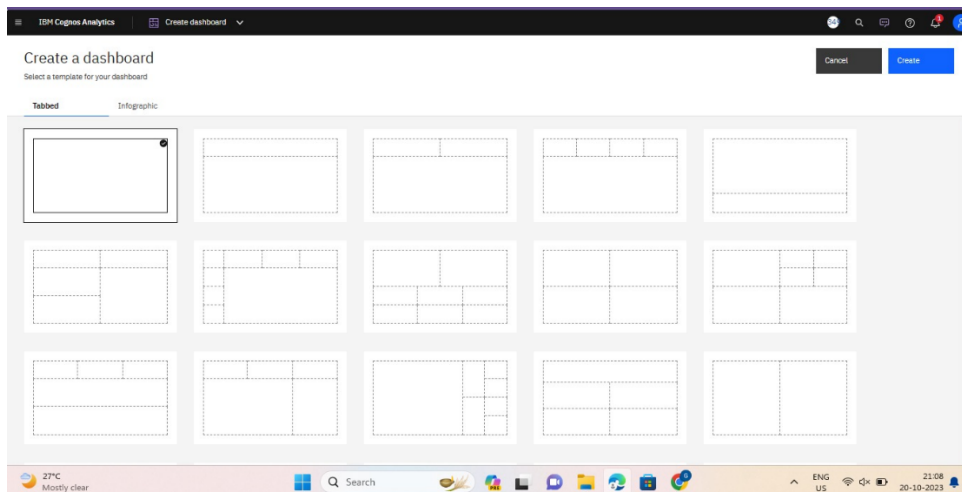 IBM Cognos Analytics
Create dashboard
34
Create a dashboard
Select a template for your dashboard
Cancel
Create
Tabbed
Infographic
27°C
Mostly clear
Search
ENG
US
21:08
20-10-2023